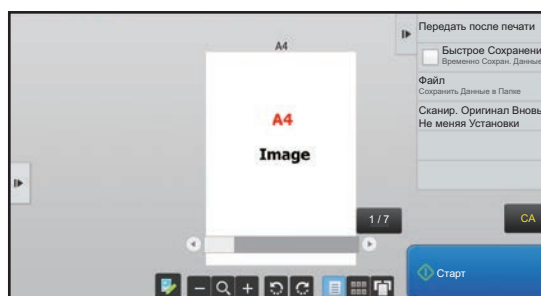 A4
A4
Image
1 / 7
Передать после печати
Быстрое Сохранени
Временно Сохран. Данные
Файл
Сохранить Данные в Папке
Сканир. Оригинал Вновь
Не меняя Установки
CA
Старт